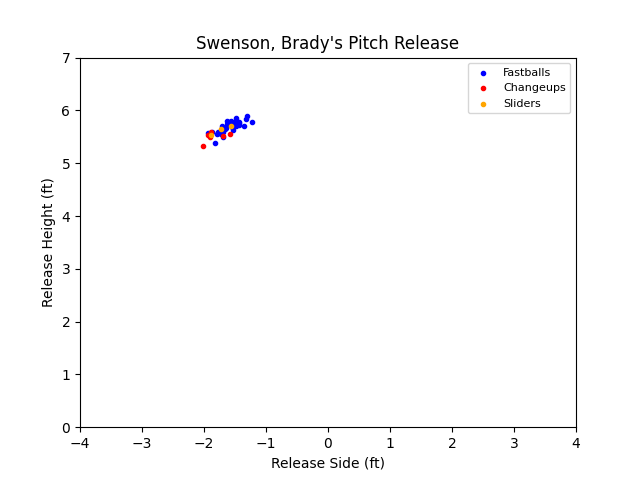 Swenson, Brady's Pitch Release
Fastballs
Changeups
Sliders
Release Height (ft)
7
6
5
4
3
2
1
0
−4
−3
−2
−1
0
1
2
3
4
Release Side (ft)